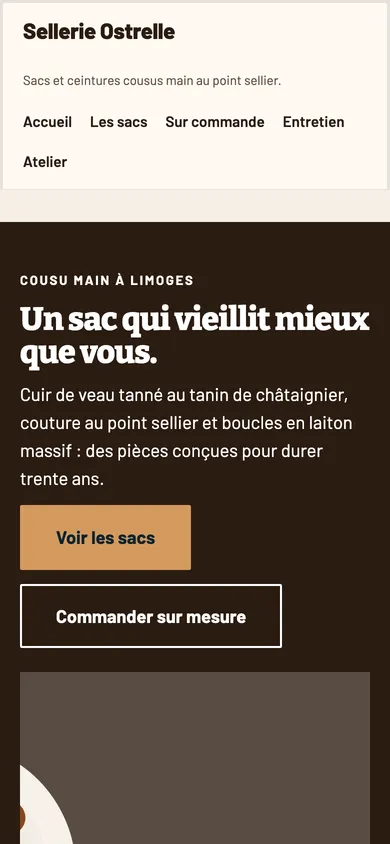 Sellerie Ostrelle
Sacs et ceintures cousus main au point sellier.
Accueil Les sacs Sur commande Entretien
Atelier
COUSU MAIN À LIMOGES
Un sac qui vieillit mieux
que vous.
Cuir de veau tanné au tanin de châtaignier,
couture au point sellier et boucles en laiton
massif : des pièces conçues pour durer
trente ans.
Voir les sacs
Commander sur mesure